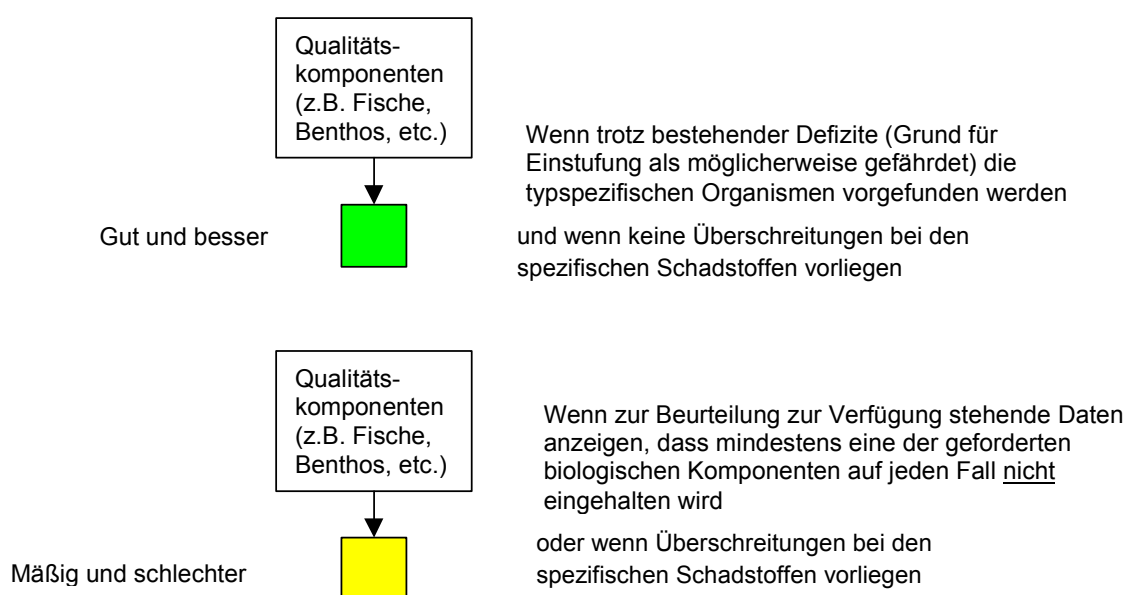 Qualitäts-
komponenten
(z.B. Fische,
Benthos, etc.)
Wenn trotz bestehender Defizite (Grund für
Einstufung als möglicherweise gefährdet) die
typspezifischen Organismen vorgefunden werden
Gut und besser
und wenn keine Überschreitungen bei den
spezifischen Schadstoffen vorliegen
Qualitäts-
komponenten
(z.B. Fische,
Benthos, etc.)
Wenn zur Beurteilung zur Verfügung stehende Daten
anzeigen, dass mindestens eine der geforderten
biologischen Komponenten auf jeden Fall nicht
eingehalten wird
Mäßig und schlechter
oder wenn Überschreitungen bei den
spezifischen Schadstoffen vorliegen